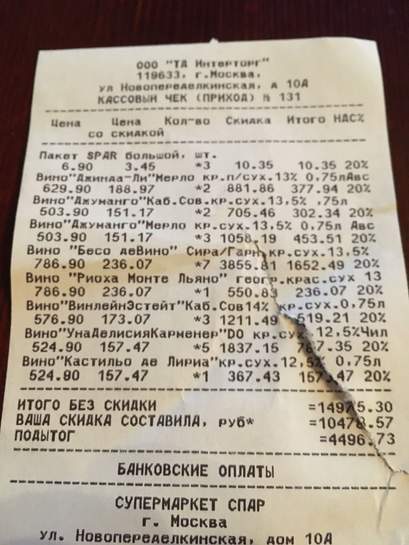 ООО "ТД Интерторг"
119633, г.Москва,
ул Новопеределкинская, д 10А
КАССОВЫЙ ЧЕК (ПРИХОД) № 131
Цена Цена Кол-во Скидка Итого НДС%
со скидкой
Пакет SPAR большой, шт.
6.90 3.45 *3 10.35 10.35 20%
Вино"Джинда-Ли"Мерло кр.п/сух.13% 0,75лАвс
629.90 188.97 *2 881.86 377.94 20%
Вино"Джуманго"Каб.Сов.кр.сух.13,5% ,75л
503.90 151.17 *2 705.46 302.34 20%
Вино"Джуманго"Мерло кр.сух.13,5% 0,75л Авс
503.90 151.17 *3 1058.19 453.51 20%
Вино "Бесо деВино" Сира/Гарн кр.сух.13,5%
786.90 236.07 *7 3855.81 1652.49 20%
Вино "Риоха Монте Льяно" геогр.крас.сух 13
786.90 236.07 *1 550.83 236.07 20%
Вино"ВинлейнЭстейт"Каб.Сов14% кр.сух.0,75л
576.90 173.07 *3 1211.49 519.21 20%
Вино"УнаДелисияКарменер"DO кр.сух 12,5%Чил
524.90 157.47 *5 1837.15 787.35 20%
Вино"Кастильо де Лириа"кр.сух.12,5% 0,75л
524.90 157.47 *1 367.43 157.47 20%
ИТОГО БЕЗ СКИДКИ =14975.30
ВАША СКИДКА СОСТАВИЛА, руб* =10478.57
ПОДЫТОГ =4496.73
БАНКОВСКИЕ ОПЛАТЫ
СУПЕРМАРКЕТ СПАР
г. Москва
ул. Новопеределкинская, дом 10А